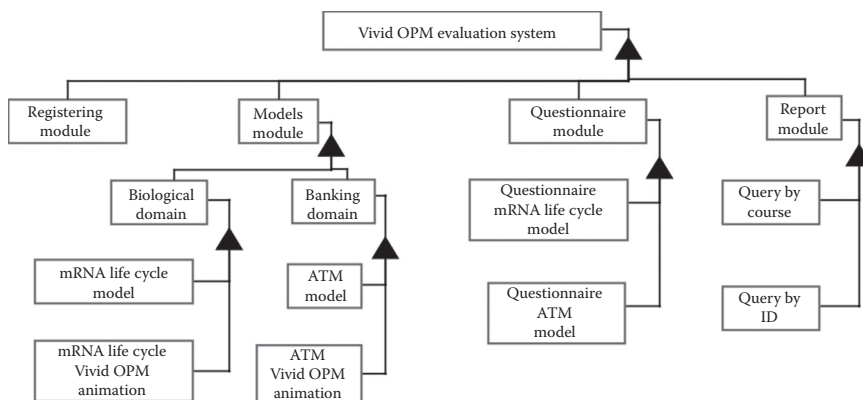 Vivid OPM evaluation system
Registering
module
Models
module
Questionnaire
module
Report
module
Biological
domain
Banking
domain
Questionnaire
mRNA life cycle
model
Query by
course
mRNA life cycle
model
ATM
model
Questionnaire
ATM
model
Query by
ID
mRNA life cycle
Vivid OPM
animation
ATM
Vivid OPM
animation